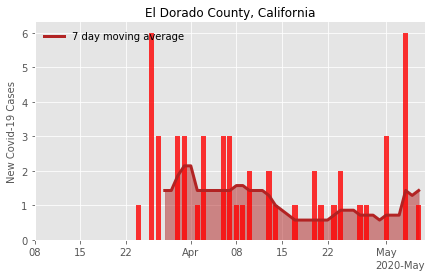 El Dorado County, California
7 day moving average
New Covid-19 Cases
6
5
4
3
2
1
0
08 15 22 Apr 08 15 22 May
2020-May